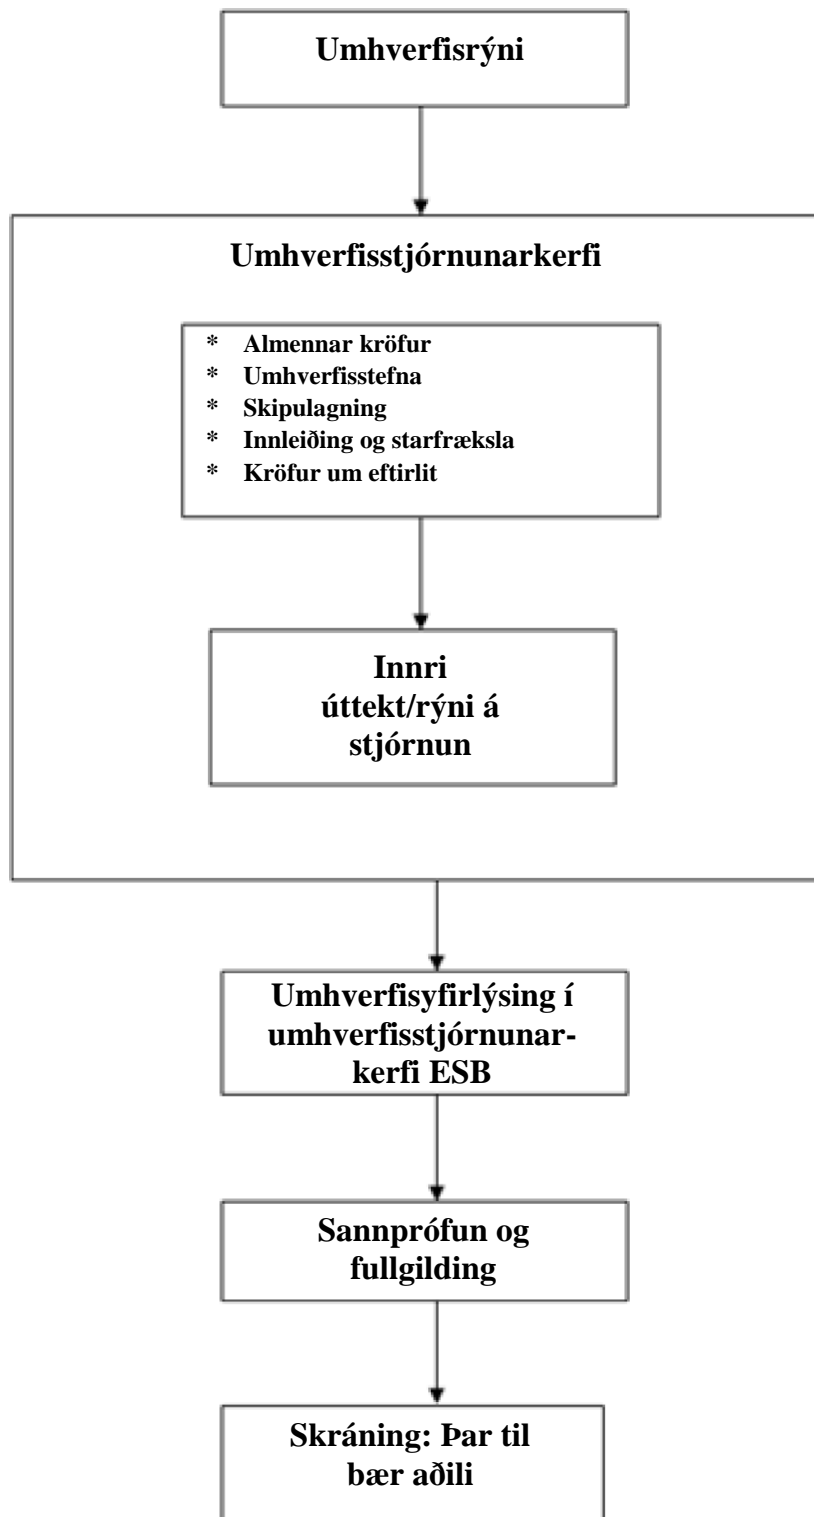 Umhverfisrýni
Umhverfisstjórnunarkerfi
* Almennar kröfur
* Umhverfisstefna
* Skipulagning
* Innleiðing og starfræksla
* Kröfur um eftirlit
Innri
úttekt/rýni á
stjórnun
Umhverfisyfirlýsing í
umhverfisstjórnunar-
kerfi ESB
Sannprófun og
fullgilding
Skráning: Þar til
bær aðili